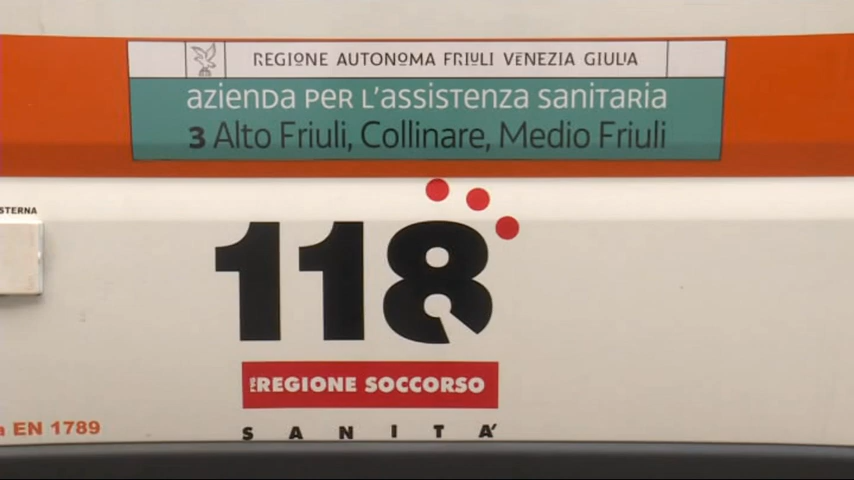 REGIONE AUTONOMA FRIULI VENEZIA GIULIA
azienda PER L'assistenza sanitaria
3 Alto Friuli, Collinare, Medio Friuli
STERNA
118
REGIONE SOCCORSO
EN 1789
SANITA'